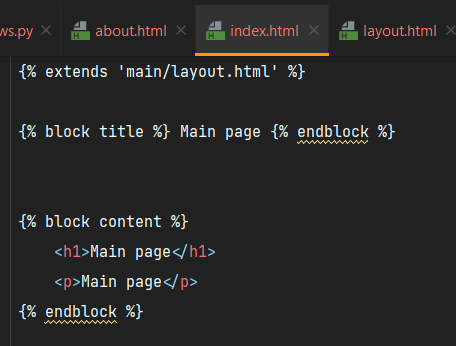 ws.py about.html index.html layout.html
{% extends 'main/layout.html' %}
{% block title %} Main page {% endblock %}
{% block content %}
<h1>Main page</h1>
<p>Main page</p>
{% endblock %}